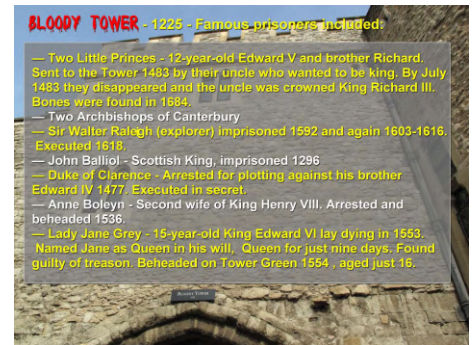 BLOODY TOWER - 1225 - Famous prisoners included:
— Two Little Princes - 12-year-old Edward V and brother Richard.
Sent to the Tower 1483 by their uncle who wanted to be king. By July
1483 they disappeared and the uncle was crowned King Richard III.
Bones were found in 1684.
— Two Archbishops of Canterbury
— Sir Walter Raleigh (explorer) imprisoned 1592 and again 1603-1616.
Executed 1618.
— John Balliol - Scottish King, imprisoned 1296
— Duke of Clarence - Arrested for plotting against his brother
Edward IV 1477. Executed in secret.
— Anne Boleyn - Second wife of King Henry VIII. Arrested and
beheaded 1536.
— Lady Jane Grey - 15-year-old King Edward VI lay dying in 1553.
Named Jane as Queen in his will, Queen for just nine days. Found
guilty of treason. Beheaded on Tower Green 1554 , aged just 16.
BLOODY TOWER